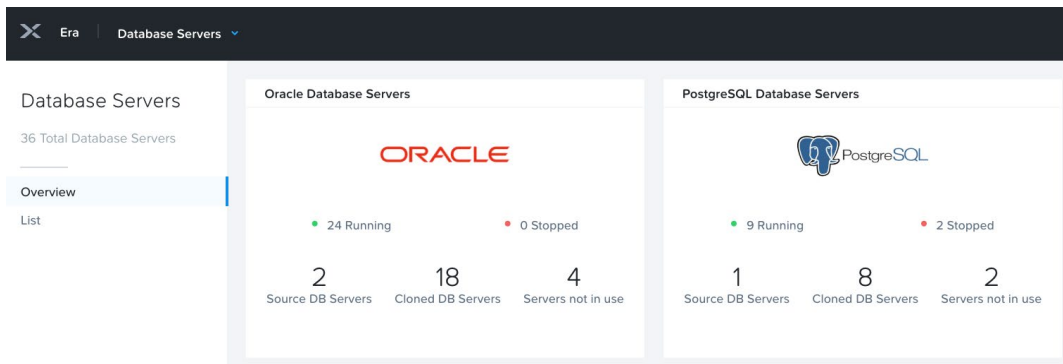 Era
Database Servers
Database Servers
36 Total Database Servers
Overview
List
Oracle Database Servers
ORACLE
24 Running
0 Stopped
2
18
4
Source DB Servers
Cloned DB Servers
Servers not in use
PostgreSQL Database Servers
PostgreSQL
9 Running
2 Stopped
1
8
2
Source DB Servers
Cloned DB Servers
Servers not in use